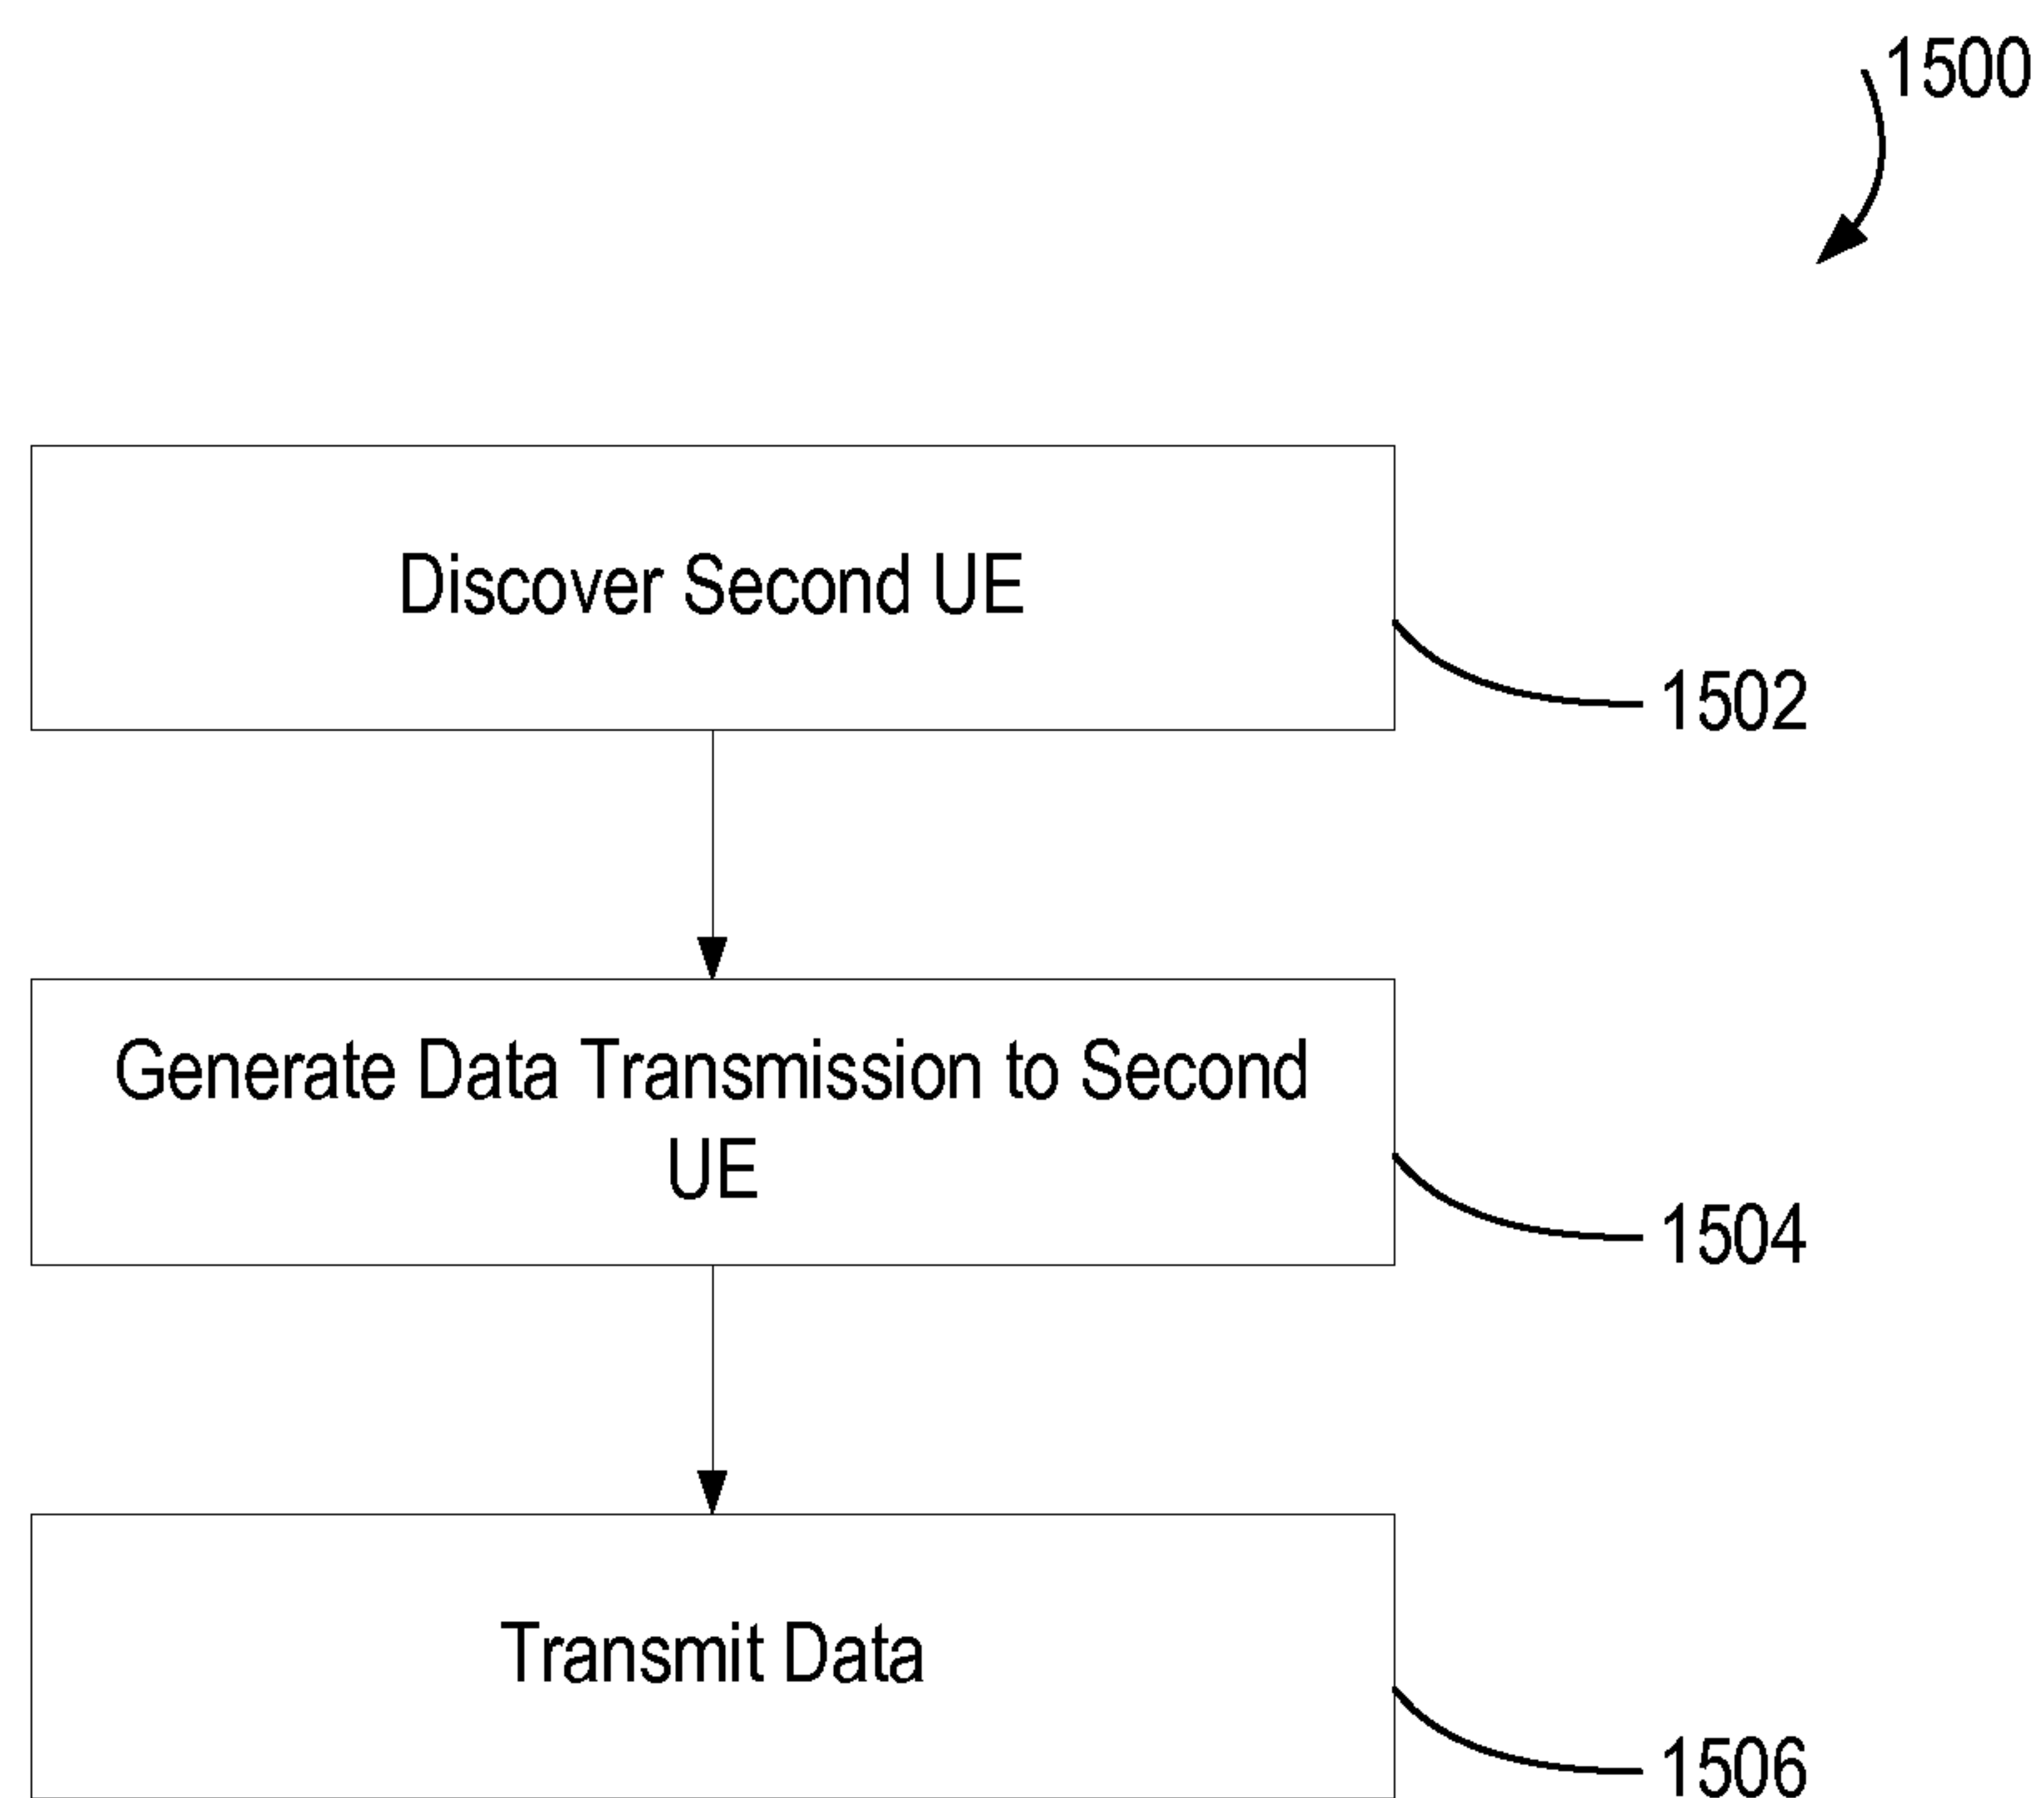 1500
Discover Second UE
1502
Generate Data Transmission to Second
UE
1504
Transmit Data
1506